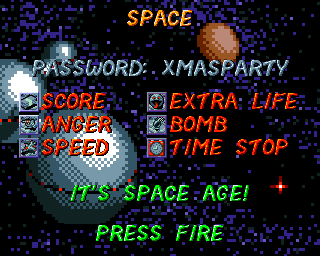 SPACE
PASSWORD: XMASPARTY
SCORE EXTRA LIFE
ANGER BOMB
SPEED TIME STOP
IT'S SPACE AGE!
PRESS FIRE